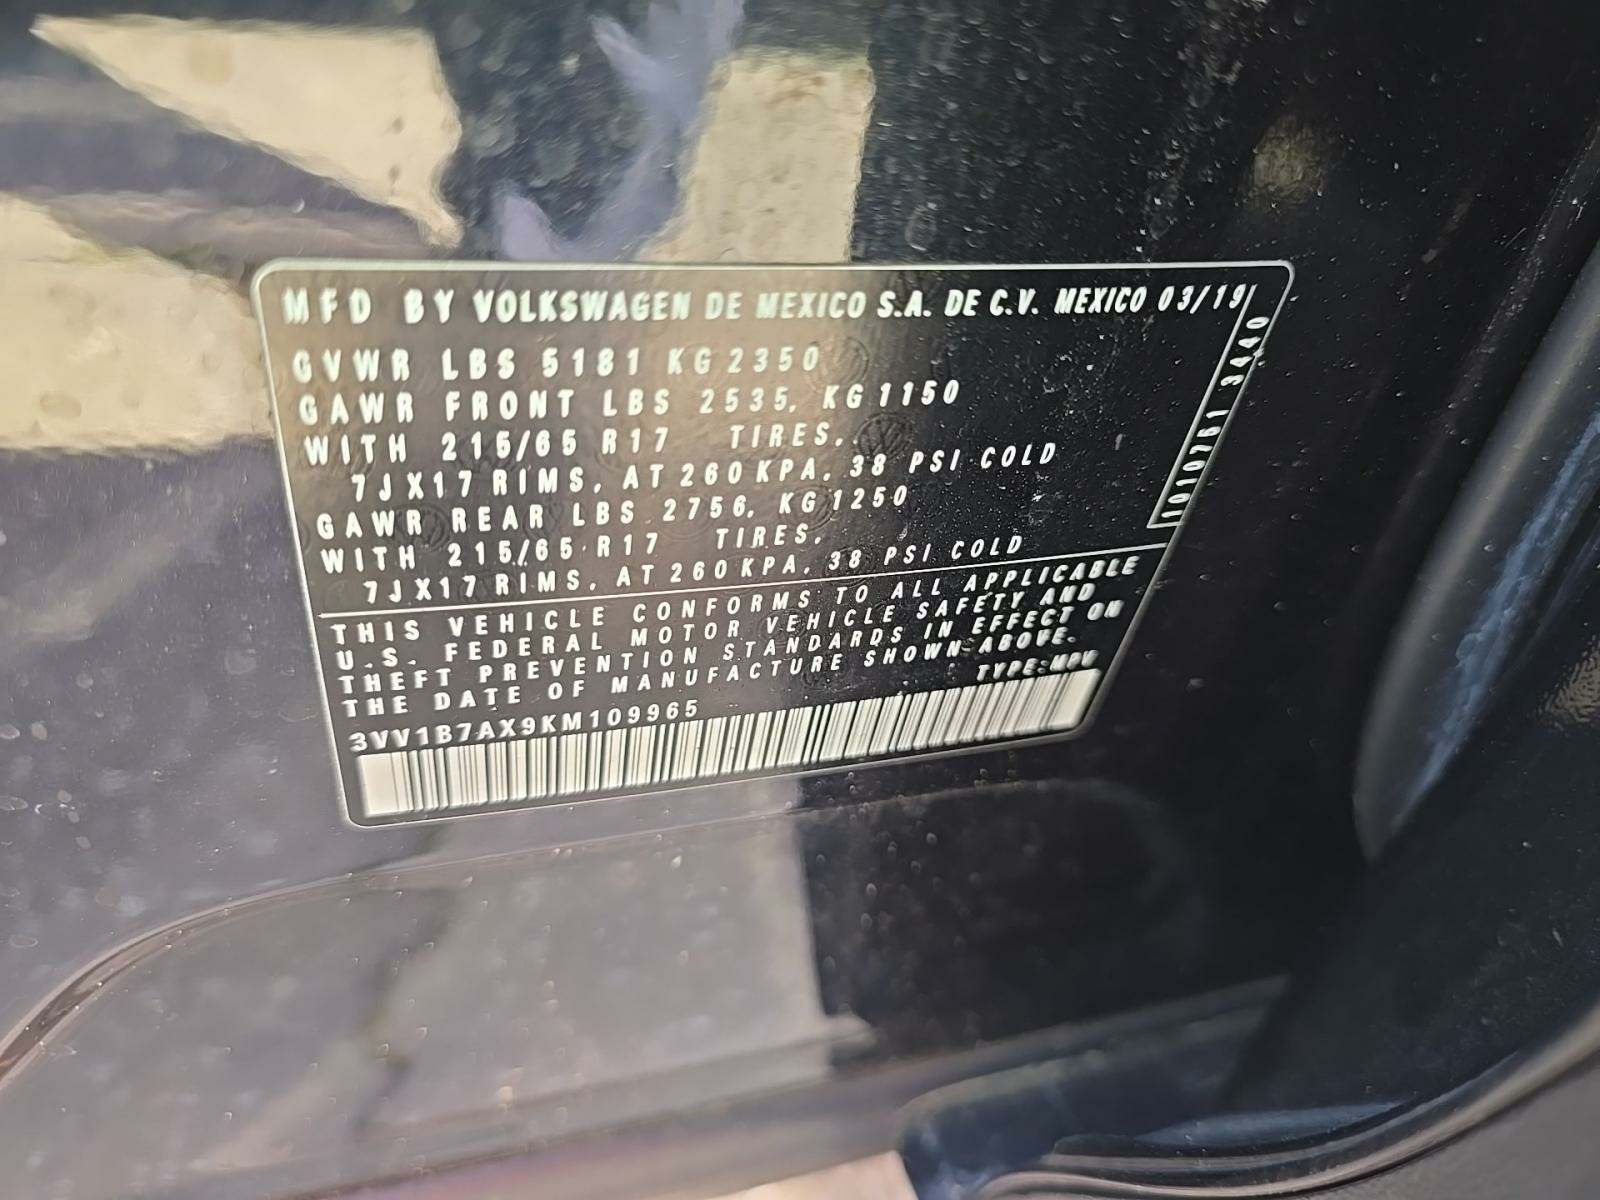 MFD BY VOLKSWAGEN DE MEXICO S.A. DE C.V. MEXICO 03/19
GVWR LBS 5181 KG 2350
GAWR FRONT LBS 2535, KG 1150
WITH 215/65 R17 TIRES,
7JX17 RIMS, AT 260 KPA, 38 PSI COLD
GAWR REAR LBS 2756, KG 1250
WITH 215/65 R17 TIRES,
7JX17 RIMS, AT 260 KPA, 38 PSI COLD
1010761 3440
THIS VEHICLE CONFORMS TO ALL APPLICABLE
U.S. FEDERAL MOTOR VEHICLE SAFETY AND
THEFT PREVENTION STANDARDS IN EFFECT ON
THE DATE OF MANUFACTURE SHOWN ABOVE.
TYPE:MPV
3VV1B7AX9KM109965